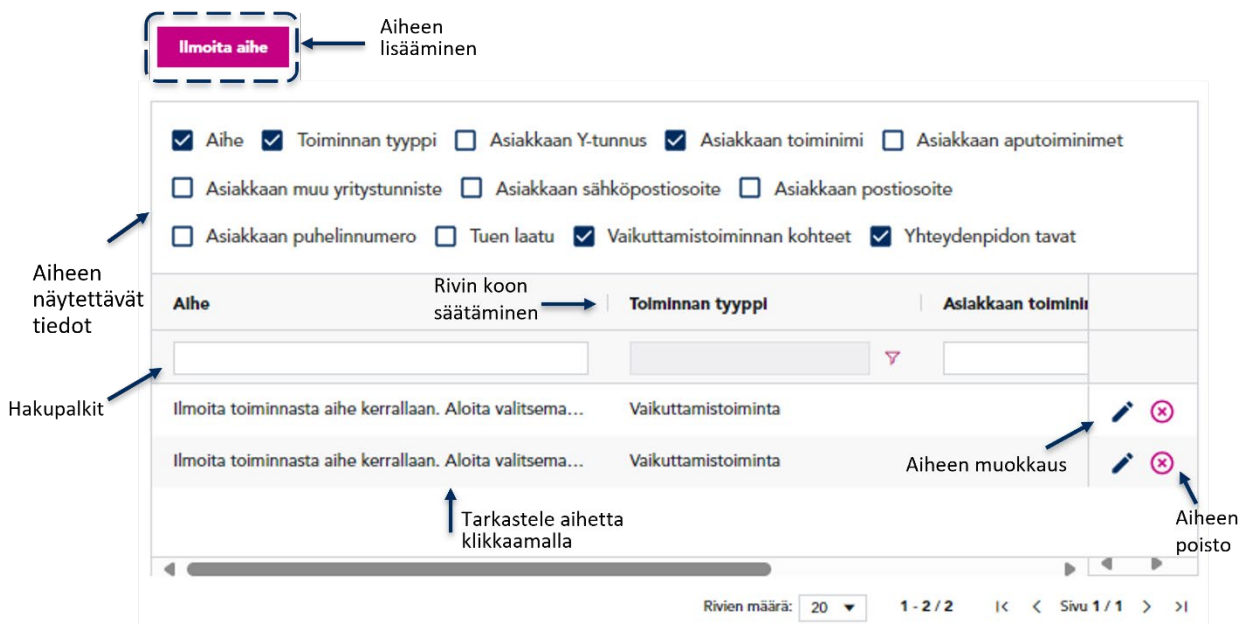 Ilmoita aihe
Aiheen
lisääminen
Aihe Toiminnan tyyppi Asiakkaan Y-tunnus Asiakkaan toiminimi Asiakkaan aputoiminimet
Asiakkaan muu yritystunniste Asiakkaan sähköpostiosoite Asiakkaan postiosoite
Asiakkaan puhelinnumero Tuen laatu Vaikuttamistoiminnan kohteet Yhteydenpidon tavat
Aiheen
näytettävät
tiedot
Aihe
Rivin koon
säätäminen
Toiminnan tyyppi
Asiakkaan toiminin
Hakupalkit
Ilmoita toiminnasta aihe kerrallaan. Aloita valitsema... Vaikuttamistoiminta
Ilmoita toiminnasta aihe kerrallaan. Aloita valitsema... Vaikuttamistoiminta
Aiheen muokkaus
Tarkastele aihetta
klikkaamalla
Aiheen
poisto
Rivien määrä: 20 1 - 2 / 2 Sivu 1 / 1